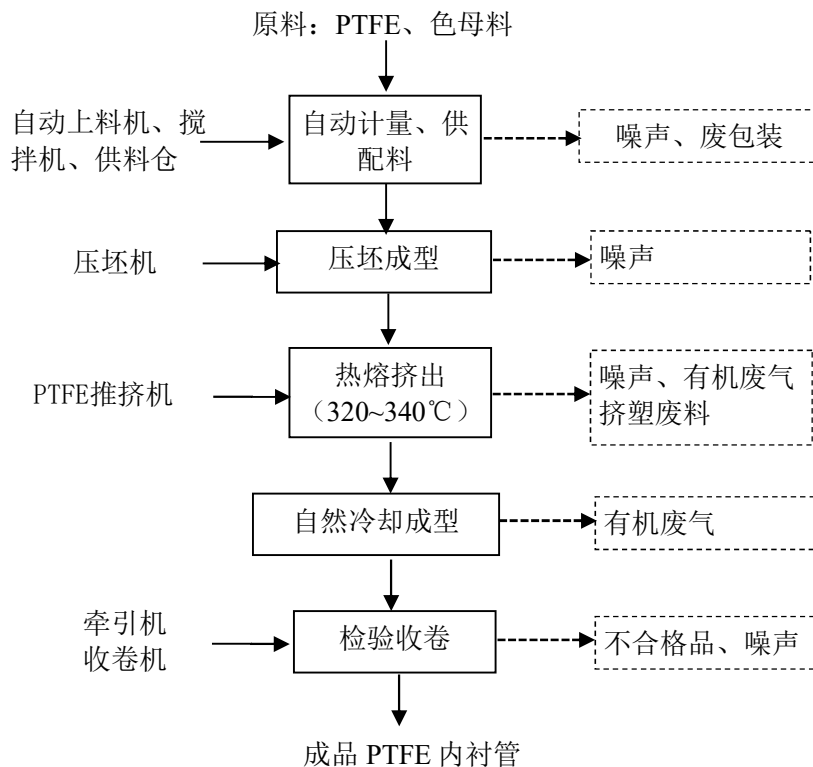 原料：PTFE、色母料
自动上料机、搅
拌机、供料仓
自动计量、供
配料
噪声、废包装
压坯机
压坯成型
噪声
PTFE推挤机
热熔挤出
（320~340℃）
噪声、有机废气
挤塑废料
自然冷却成型
有机废气
牵引机
收卷机
检验收卷
不合格品、噪声
成品 PTFE 内衬管